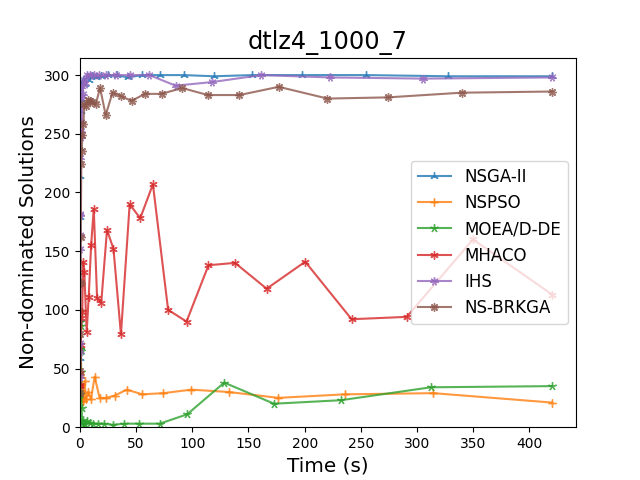 dtlz4_1000_7
Non-dominated Solutions
300
250
200
150
100
50
0
NSGA-II
NSPSO
MOEA/D-DE
MHACO
IHS
NS-BRKGA
0 50 100 150 200 250 300 350 400
Time (s)